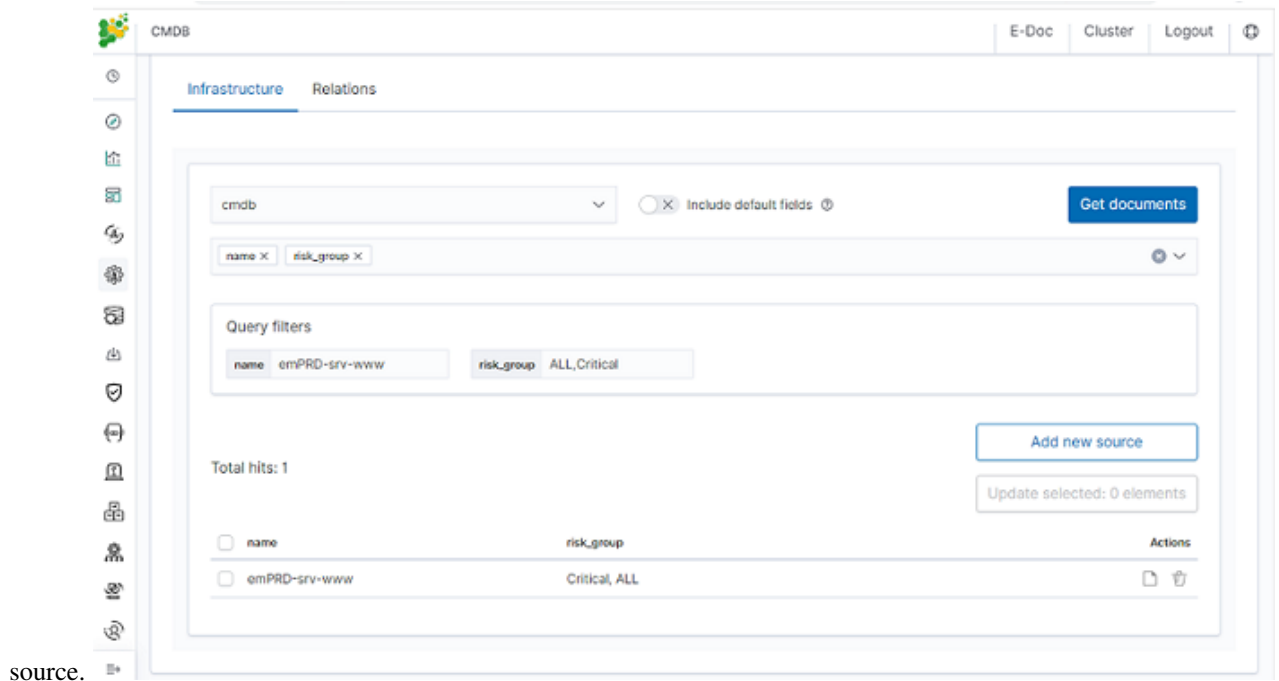 CMDB
E-Doc Cluster Logout
Infrastructure Relations
cmdb
Include default fields
Get documents
name × risk_group ×
Query filters
name emPRD-srv-www risk_group ALL,Critical
Add new source
Total hits: 1
Update selected: 0 elements
name risk_group Actions
emPRD-srv-www Critical, ALL
source.